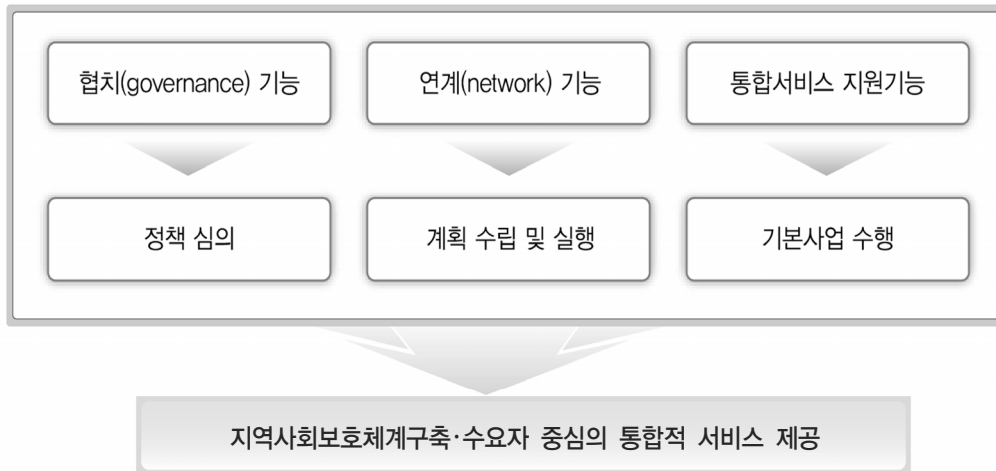 협치(governance) 기능
연계(network) 기능
통합서비스 지원기능
정책 심의
계획 수립 및 실행
기본사업 수행
지역사회보호체계구축·수요자 중심의 통합적 서비스 제공